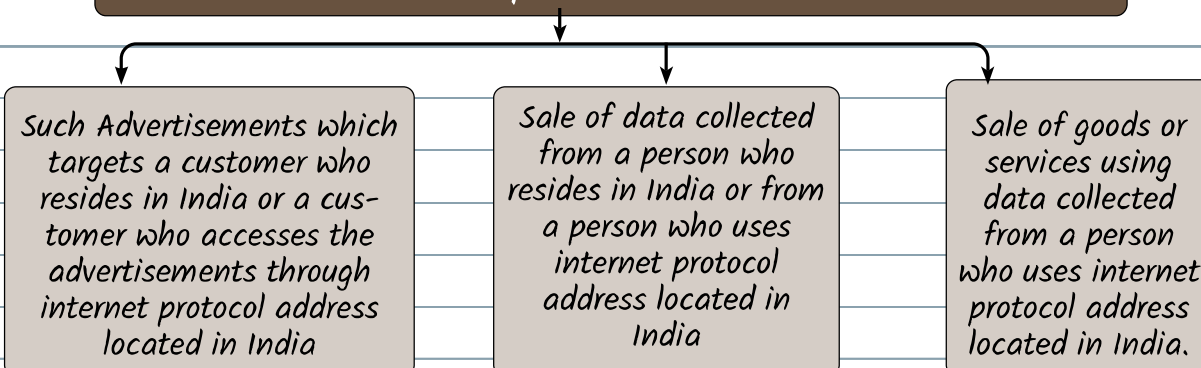 Such Advertisements which
targets a customer who
resides in India or a cus-
tomer who accesses the
advertisements through
internet protocol address
located in India
Sale of data collected
from a person who
resides in India or from
a person who uses
internet protocol
address located in
India
Sale of goods or
services using
data collected
from a person
who uses internet
protocol address
located in India.